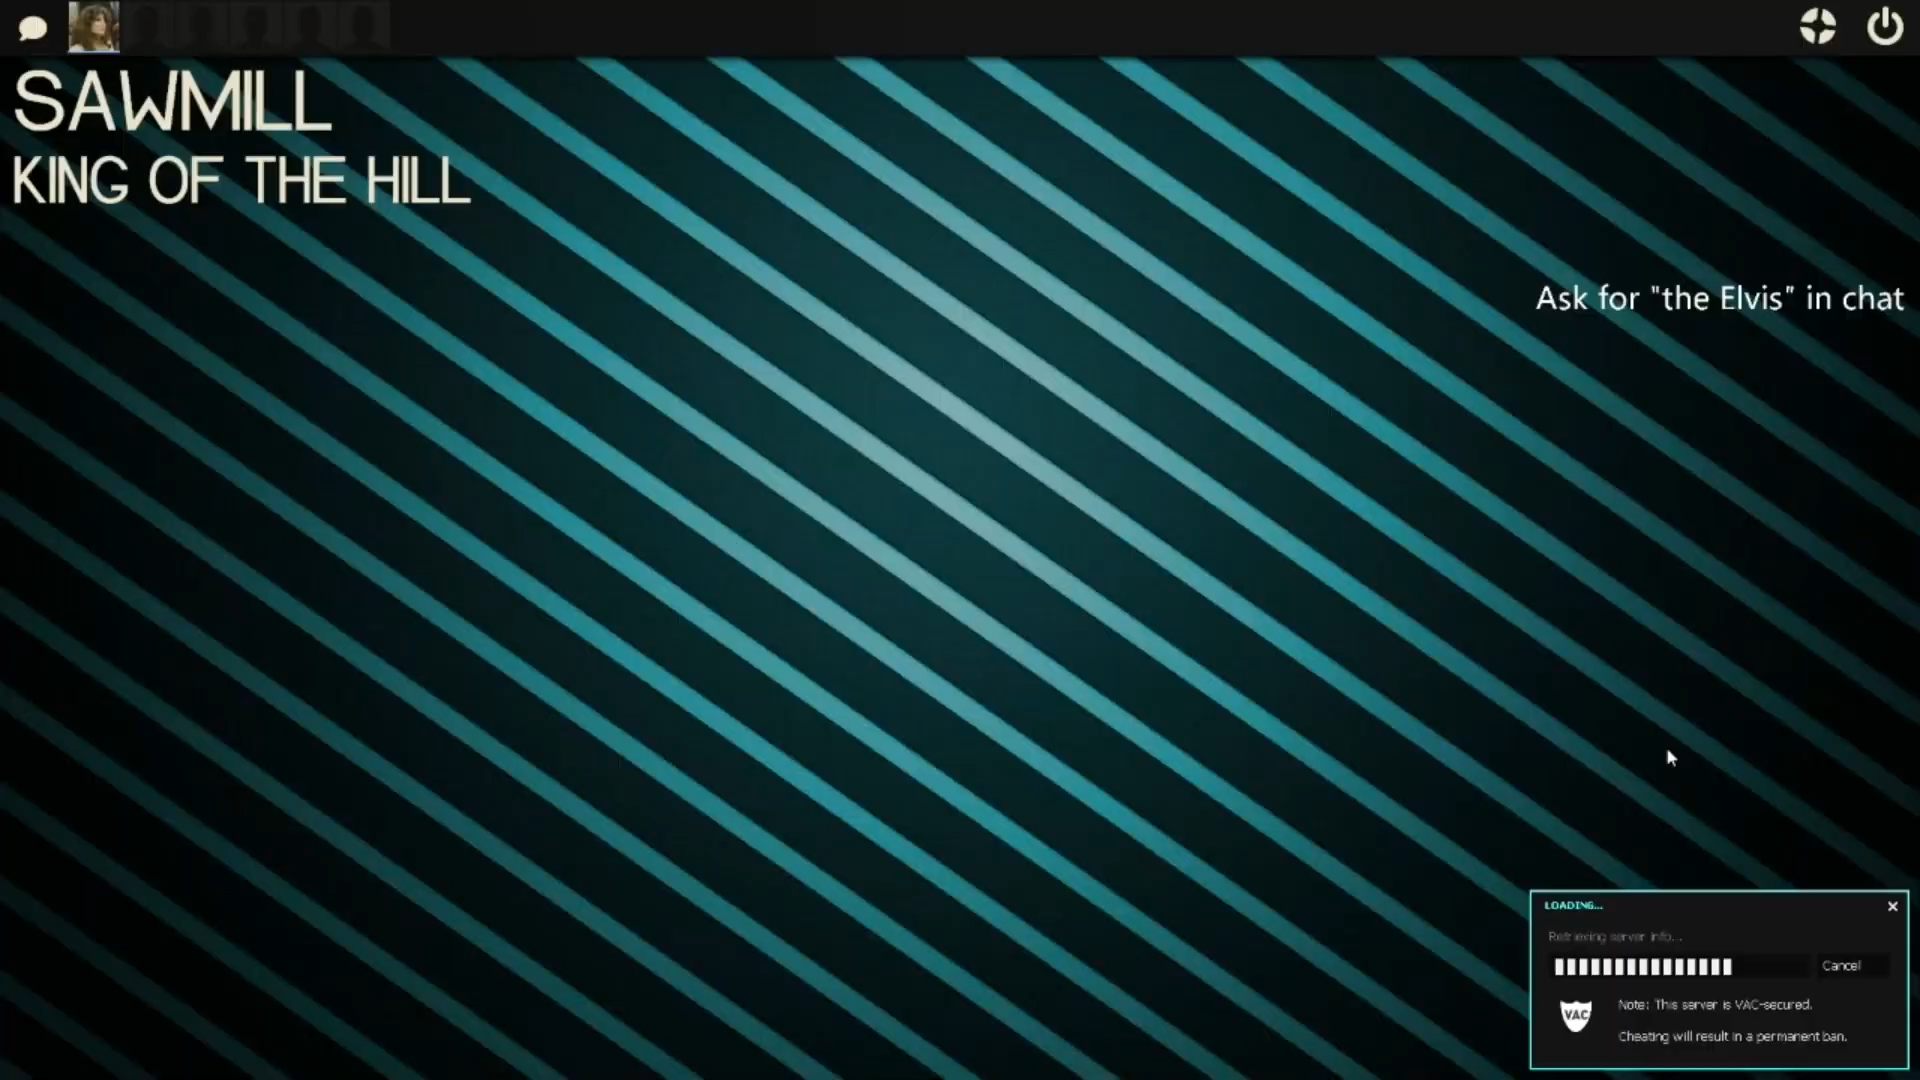 SAWMILL
KING OF THE HILL
Ask for "the Elvis" in chat
LOADING...
Retrieving server info...
Cancel
VAC
Note: This server is VAC-secured.
Cheating will result in a permanent ban.